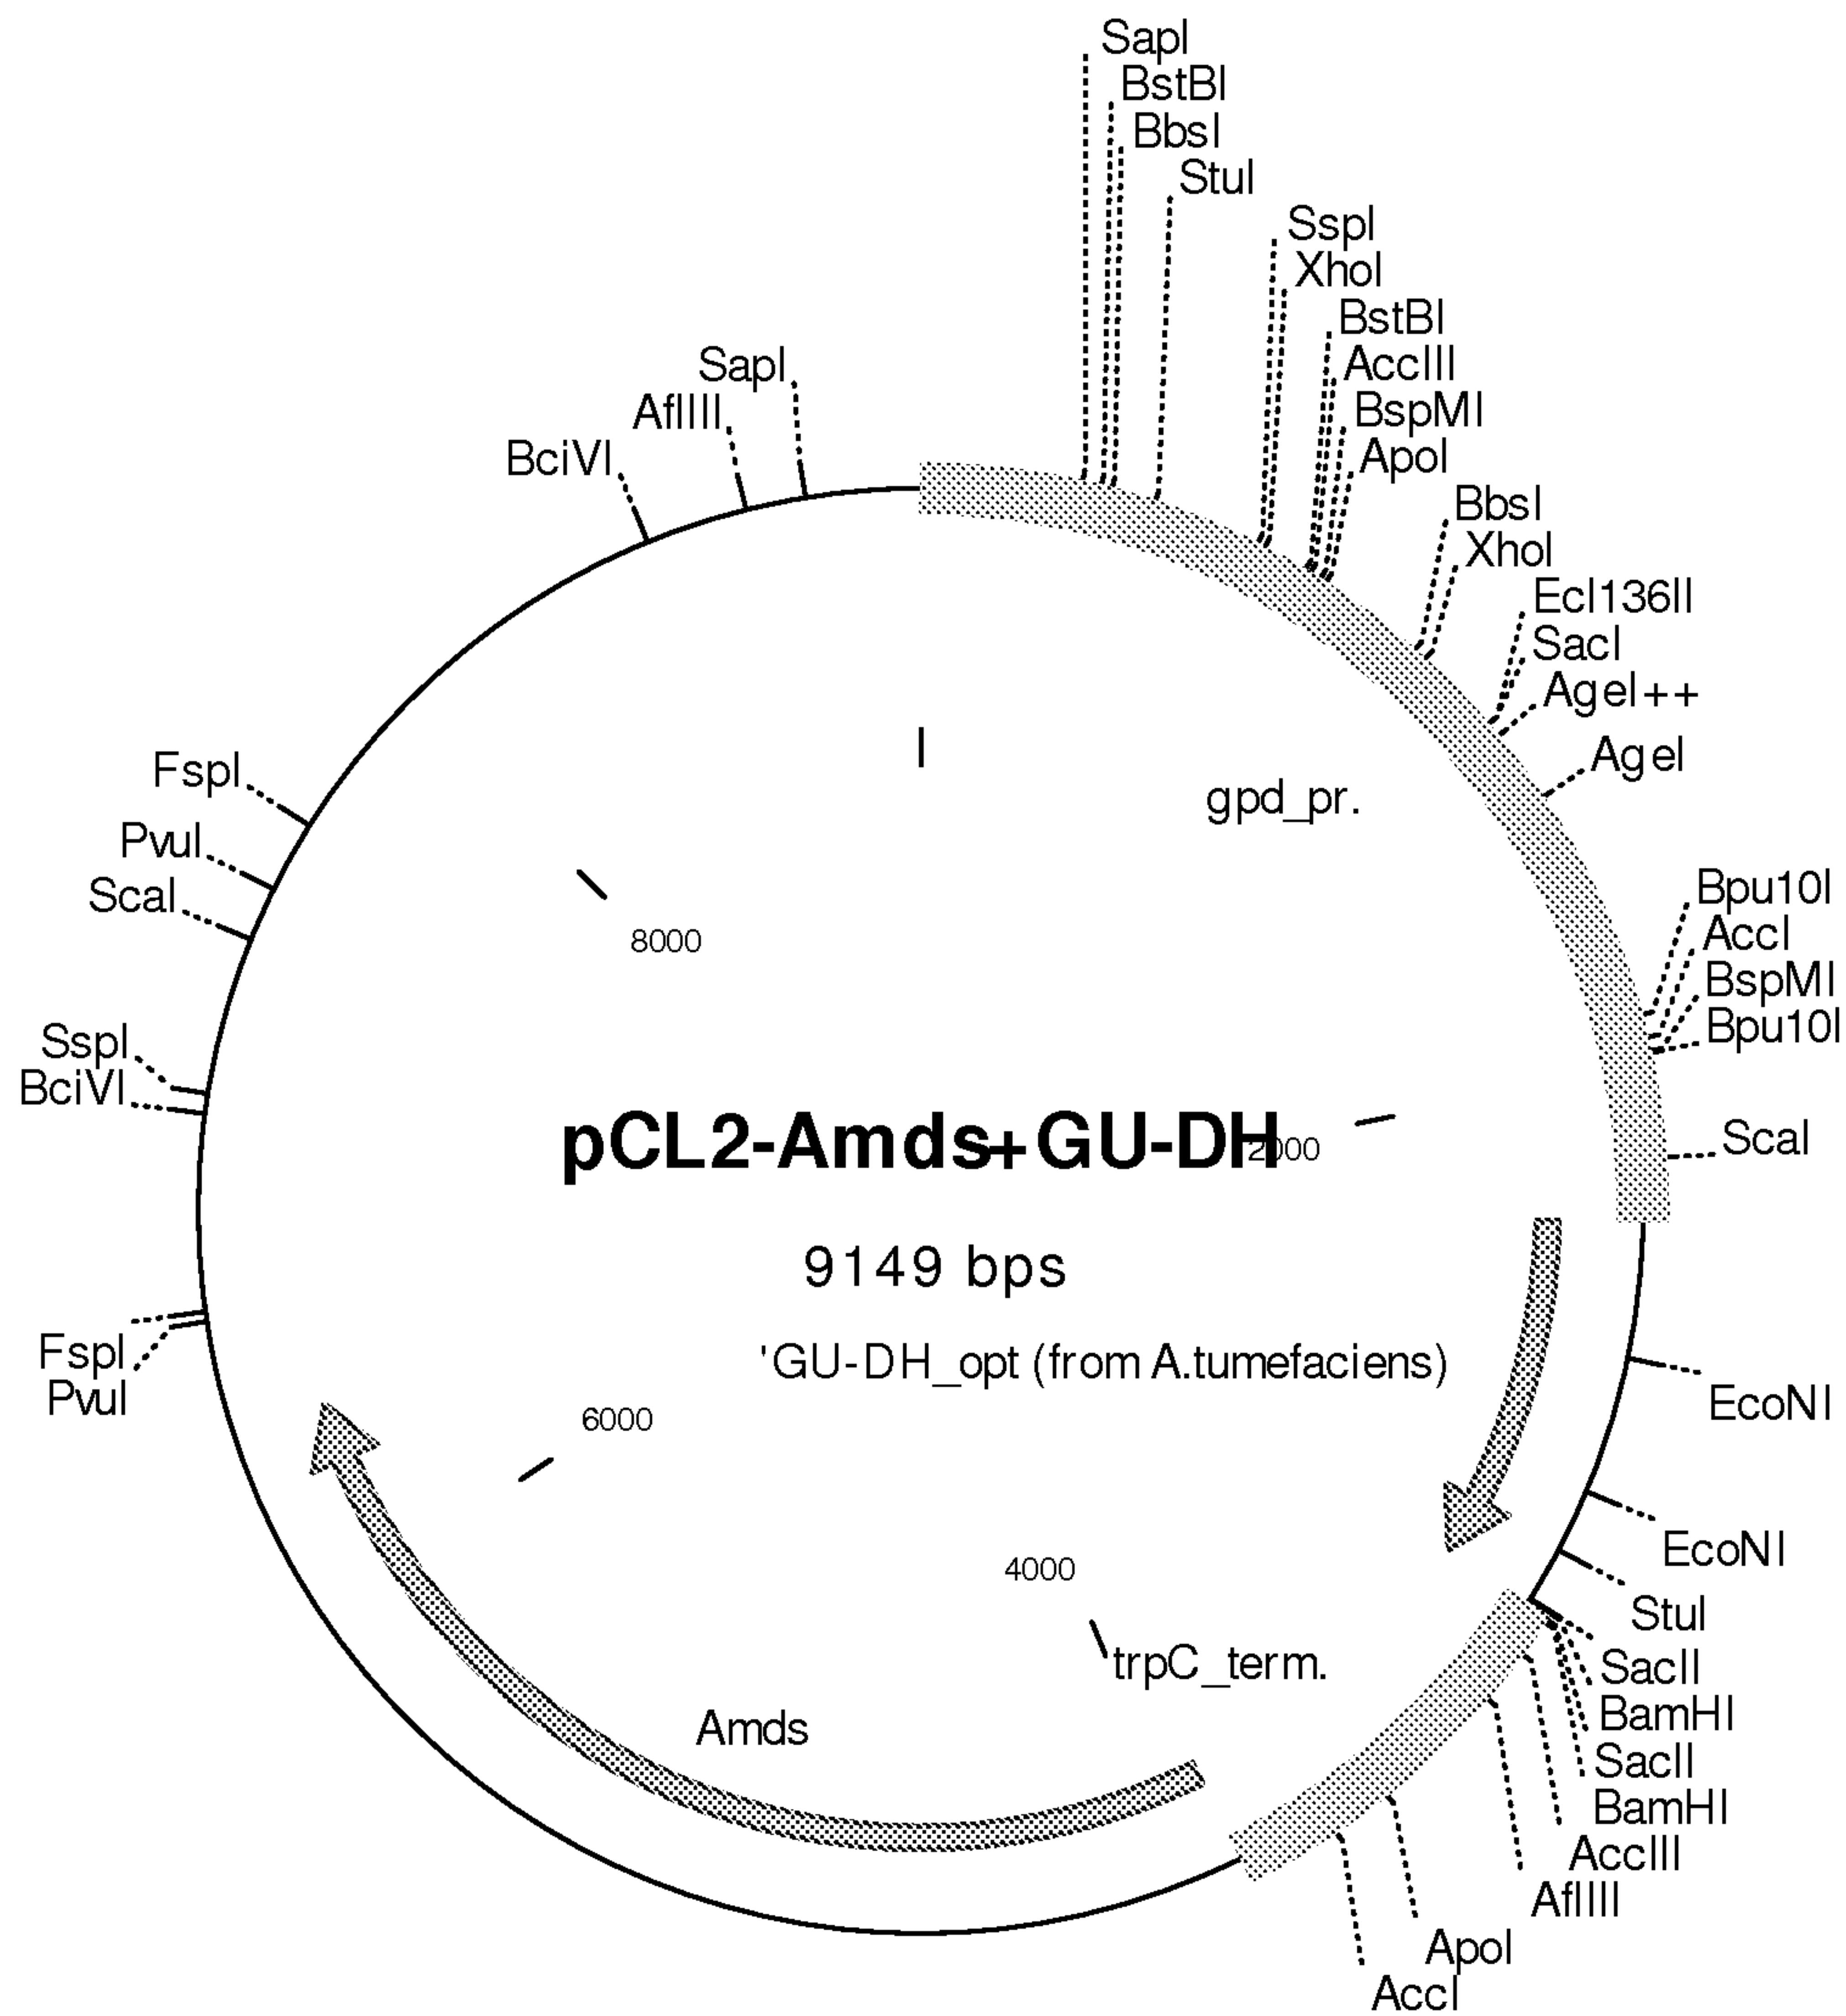 SapI
BstBI
BbsI
StuI
SspI
XhoI
BstBI
AccIII
BspMI
ApoI
BbsI
XhoI
Ecl136II
SacI
AgeI++
AgeI
Bpu10I
AccI
BspMI
Bpu10I
ScaI
EcoNI
EcoNI
StuI
SacII
BamHI
SacII
BamHI
AccIII
AflIII
ApoI
AccI
SapI
AflIII
BciVI
FspI
PvuI
ScaI
SspI
BciVI
FspI
PvuI
gpd_pr.
8000
pCL2-Amds+GU-DH
2000
9149 bps
'GU-DH_opt (from A.tumefaciens)
6000
4000
trpC_term.
Amds